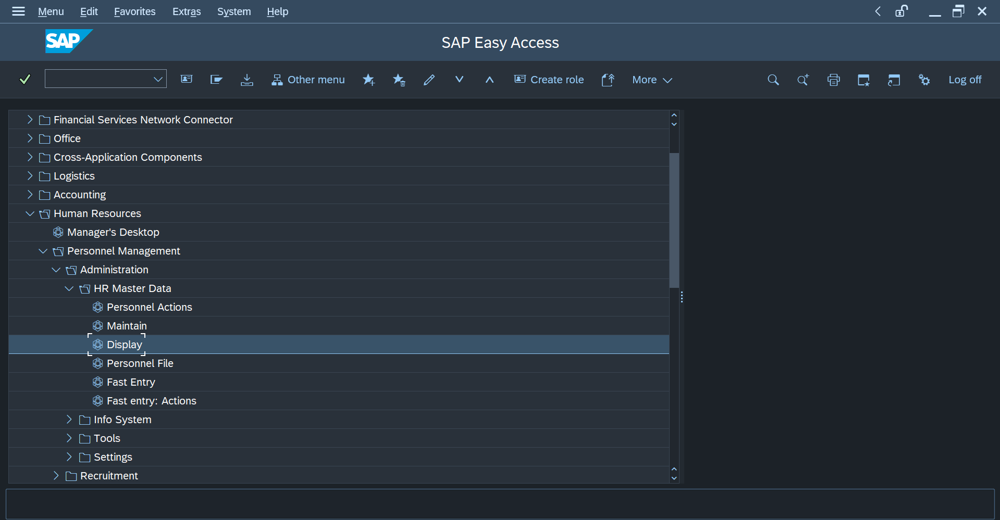 Menu Edit Favorites Extras System Help
SAP
SAP Easy Access
Other menu Create role More Log off
Financial Services Network Connector
Office
Cross-Application Components
Logistics
Accounting
Human Resources
Manager's Desktop
Personnel Management
Administration
HR Master Data
Personnel Actions
Maintain
Display
Personnel File
Fast Entry
Fast entry: Actions
Info System
Tools
Settings
Recruitment